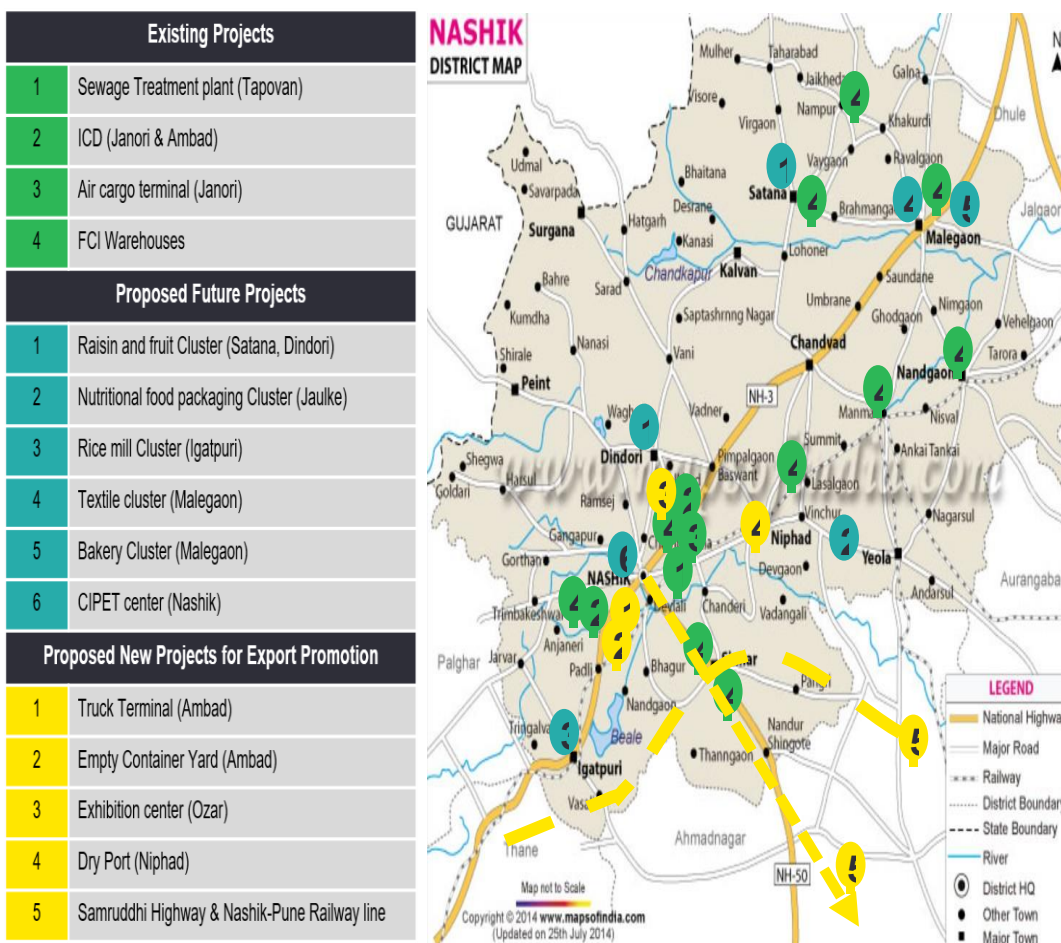 Existing Projects
1 Sewage Treatment plant (Tapovan)
2 ICD (Janori & Ambad)
3 Air cargo terminal (Janori)
4 FCI Warehouses
Proposed Future Projects
1 Raisin and fruit Cluster (Satana, Dindori)
2 Nutritional food packaging Cluster (Jaulke)
3 Rice mill Cluster (Igatpuri)
4 Textile cluster (Malegaon)
5 Bakery Cluster (Malegaon)
6 CIPET center (Nashik)
Proposed New Projects for Export Promotion
1 Truck Terminal (Ambad)
2 Empty Container Yard (Ambad)
3 Exhibition center (Ozar)
4 Dry Port (Niphad)
5 Samruddhi Highway & Nashik-Pune Railway line
NASHIK
DISTRICT MAP
N
Mulher
Taharabad
Jaikheda
Galna
Visore
Nampur
Dhule
Virgaon
Khakurdi
Udmal
Vaygaon
Ravalgaon
Bhaitana
Savarpada
Satana
GUJARAT
Surgana
Hatgarh
Desrane
Brahmanga
Jalgaon
Malegaon
Kanasi
Lohoner
Chandkapur
Kalvan
Bahre
Sarad
Saundane
Kumdha
Saptashrnng Nagar
Umbrane
Ghodgaon
Nimgaon
Vehelgaon
Nanasi
Shirale
Vani
Chandvad
Tarora
Peint
Nandgaon
NH-3
Wagh
Vadner
Manma
Nisval
Summit
Ankai Tankai
Shegwa
Dindori
Pimpalgaon
Baswant
Goldari
Harsul
Lasalgaon
Ramsej
Vinchur
Nagarsul
Gangapur
Niphad
Gorthan
Yeola
NASHIK
Devgaon
Aurangaba
Andarsul
Trimbakeshwar
Devlali
Chanderi
Vadangali
Anjaneri
Palghar
Jarvar
Padli
Bhagur
Pangri
Nandgaon
Tringalva
Nandur
Shingote
Beale
Thanngaon
Igatpuri
Vasa
Thane
Ahmadnagar
NH-50
Map not to Scale
Copyright © 2014 www.mapsofindia.com
(Updated on 25th July 2014)
LEGEND
National Highwa
Major Road
Railway
District Boundary
State Boundary
River
District HQ
Other Town
Major Town